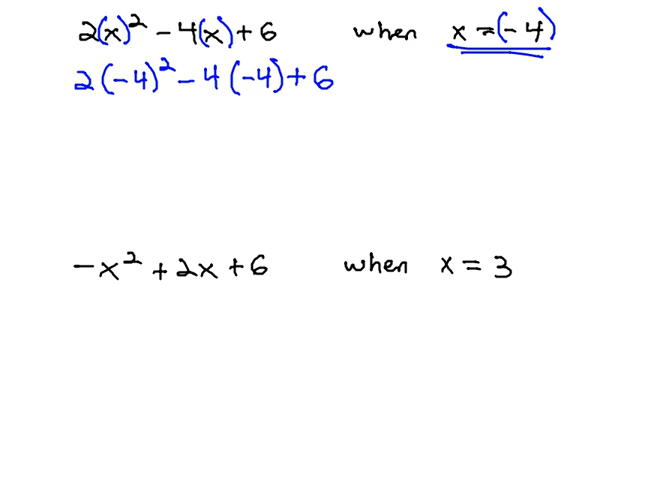 2(x)² − 4(x) + 6 when x = (−4)
2(−4)² − 4(−4) + 6
−x² + 2x + 6 when x = 3